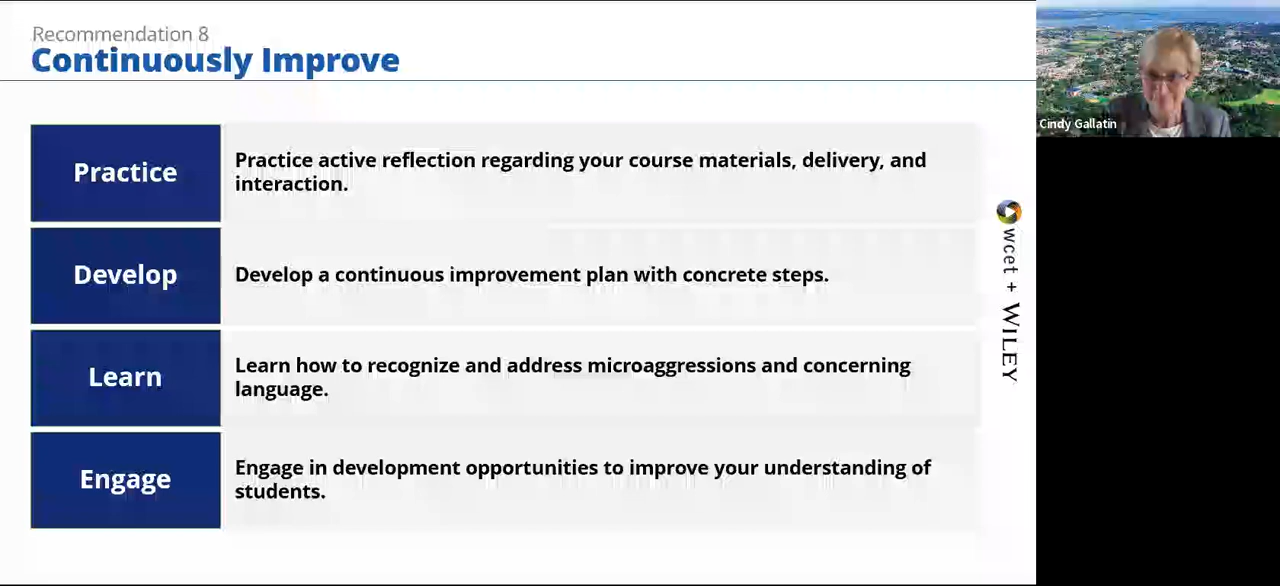 Recommendation 8
Continuously Improve
Practice
Practice active reflection regarding your course materials, delivery, and
interaction.
Develop
Develop a continuous improvement plan with concrete steps.
Learn
Learn how to recognize and address microaggressions and concerning
language.
Engage
Engage in development opportunities to improve your understanding of
students.
wcet + WILEY
Cindy Gallatin